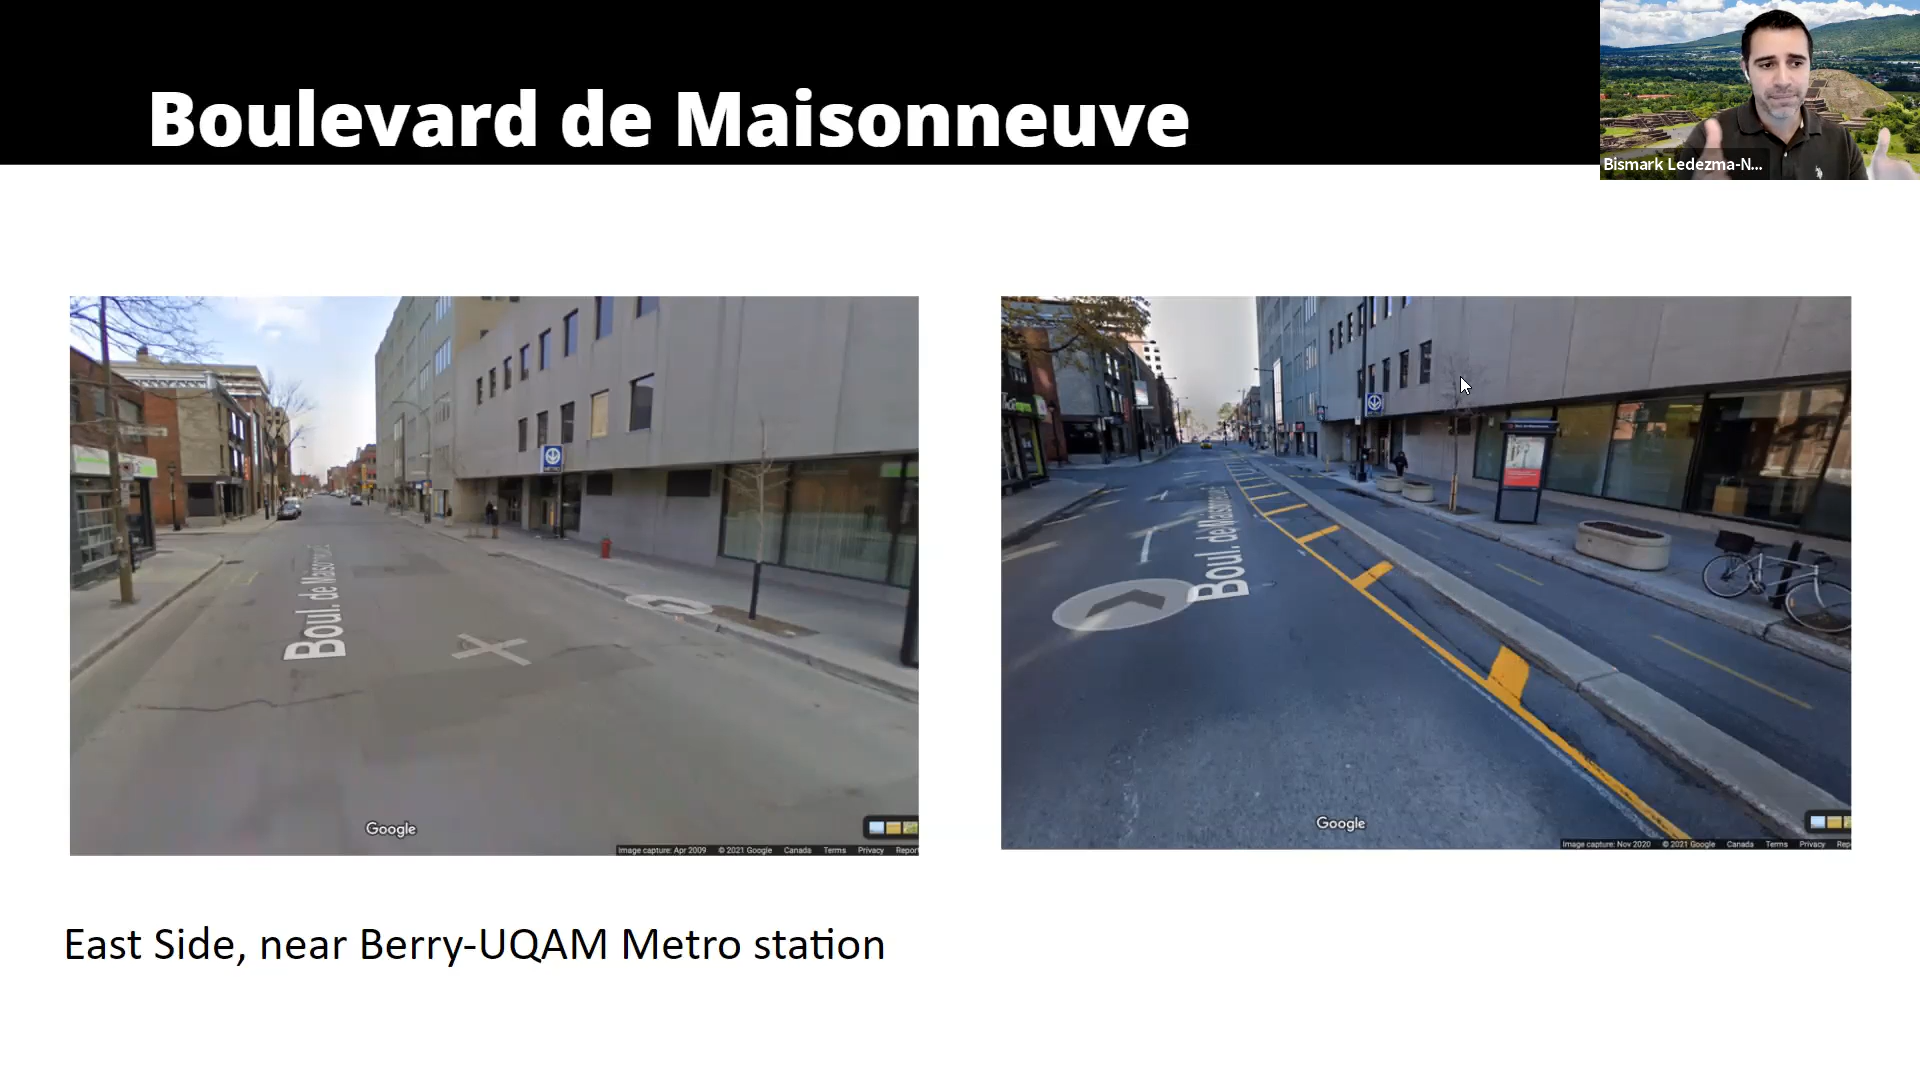 Boulevard de Maisonneuve
Bismark Ledezma-N...
Boul. de Maisonneuve
METRO
Google
Image capture: Apr 2009 © 2021 Google Canada Terms Privacy Report
Boul. de Maisonneuve
Google
Image capture: Nov 2020 © 2021 Google Canada Terms Privacy Rep
East Side, near Berry-UQAM Metro station